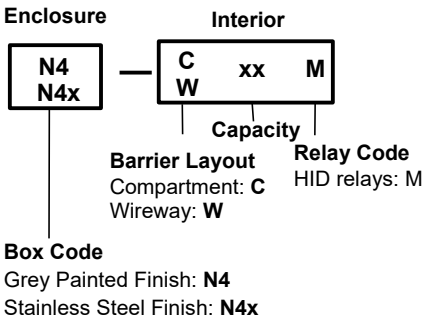 Enclosure
Interior
N4
N4x
C
W
xx
M
Capacity
Barrier Layout
Compartment: C
Wireway: W
Relay Code
HID relays: M
Box Code
Grey Painted Finish: N4
Stainless Steel Finish: N4x